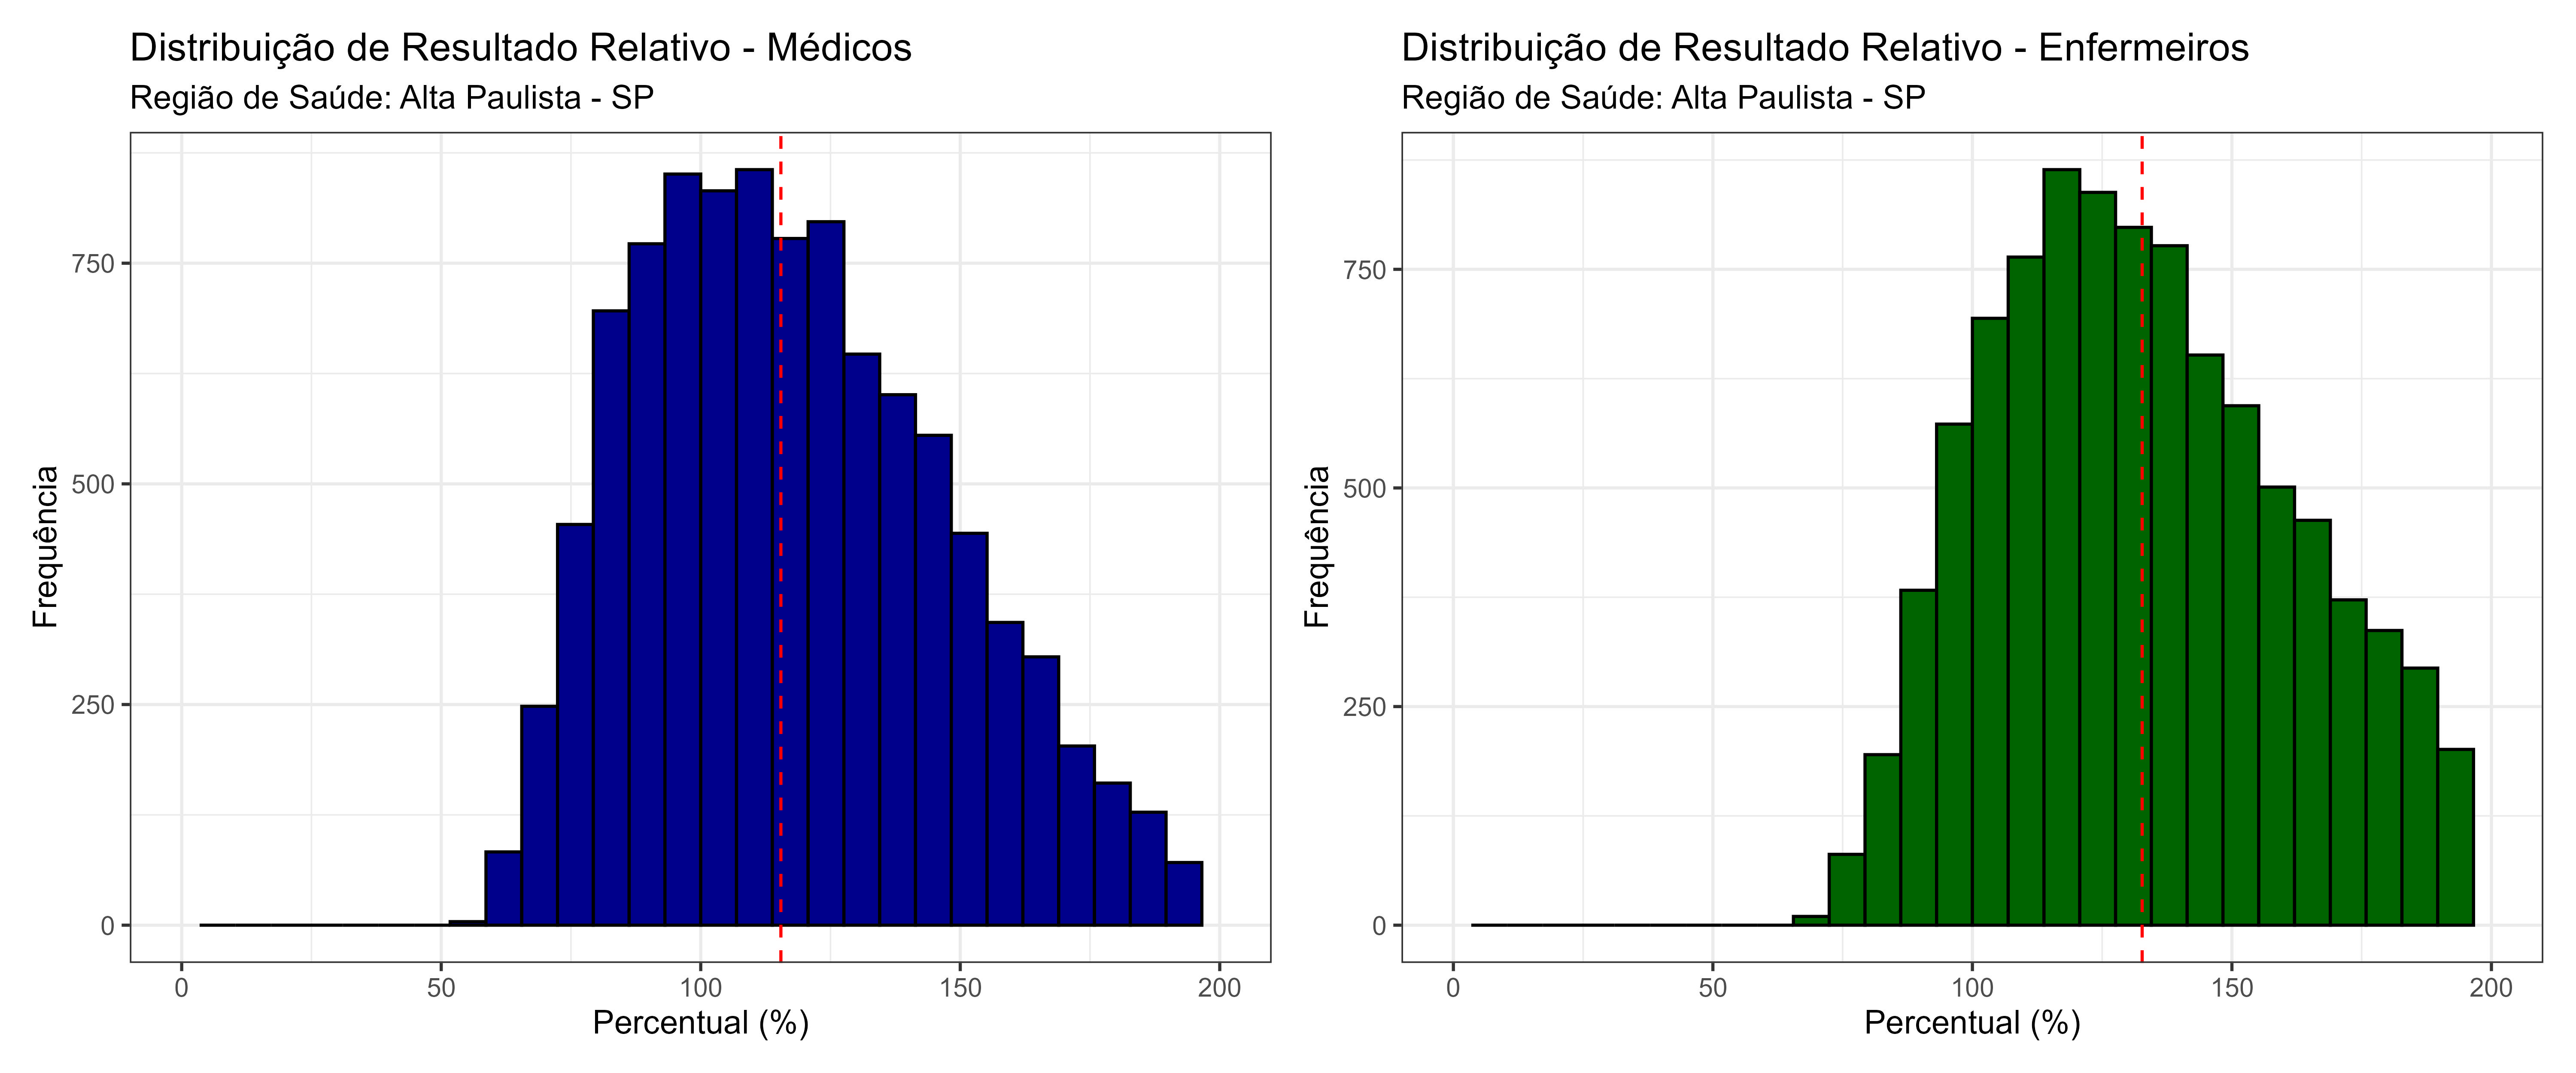 Distribuição de Resultado Relativo - Médicos
Região de Saúde: Alta Paulista - SP
Frequência
750
500
250
0
0 50 100 150 200
Percentual (%)
Distribuição de Resultado Relativo - Enfermeiros
Região de Saúde: Alta Paulista - SP
Frequência
750
500
250
0
0 50 100 150 200
Percentual (%)